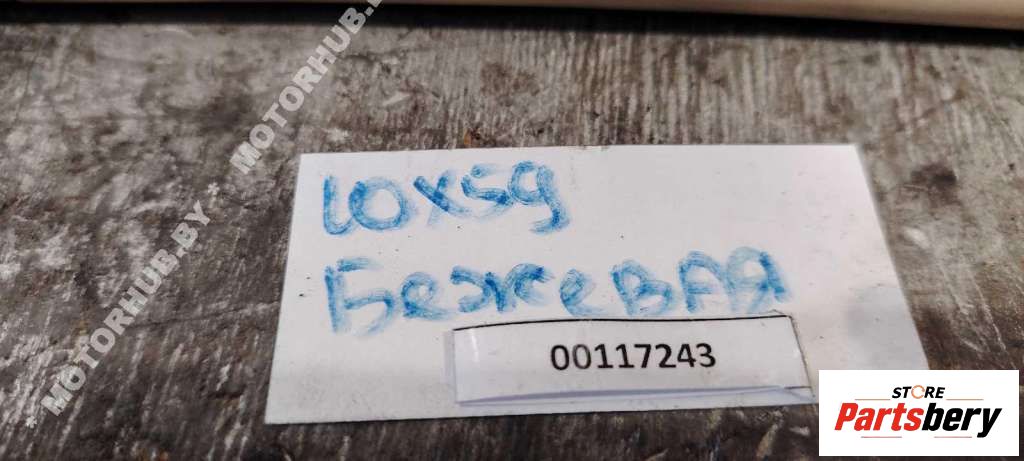 * MOTORHUB.BY * MOTORHUB.BY
10X59
БежеВАЯ
00117243
STORE
Partsbery